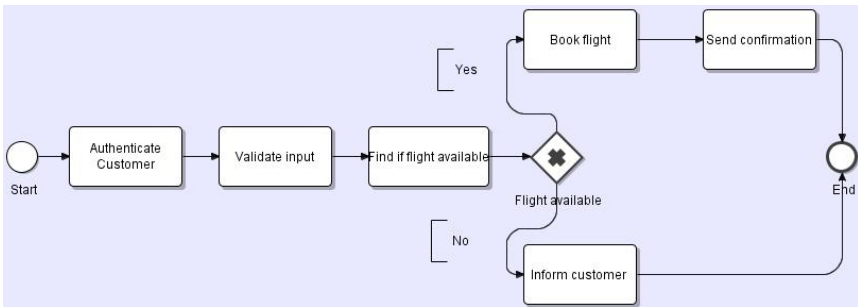 Book flight
Send confirmation
Yes
Authenticate
Customer
Validate input
Find if flight available
Start
Flight available
End
No
Inform customer